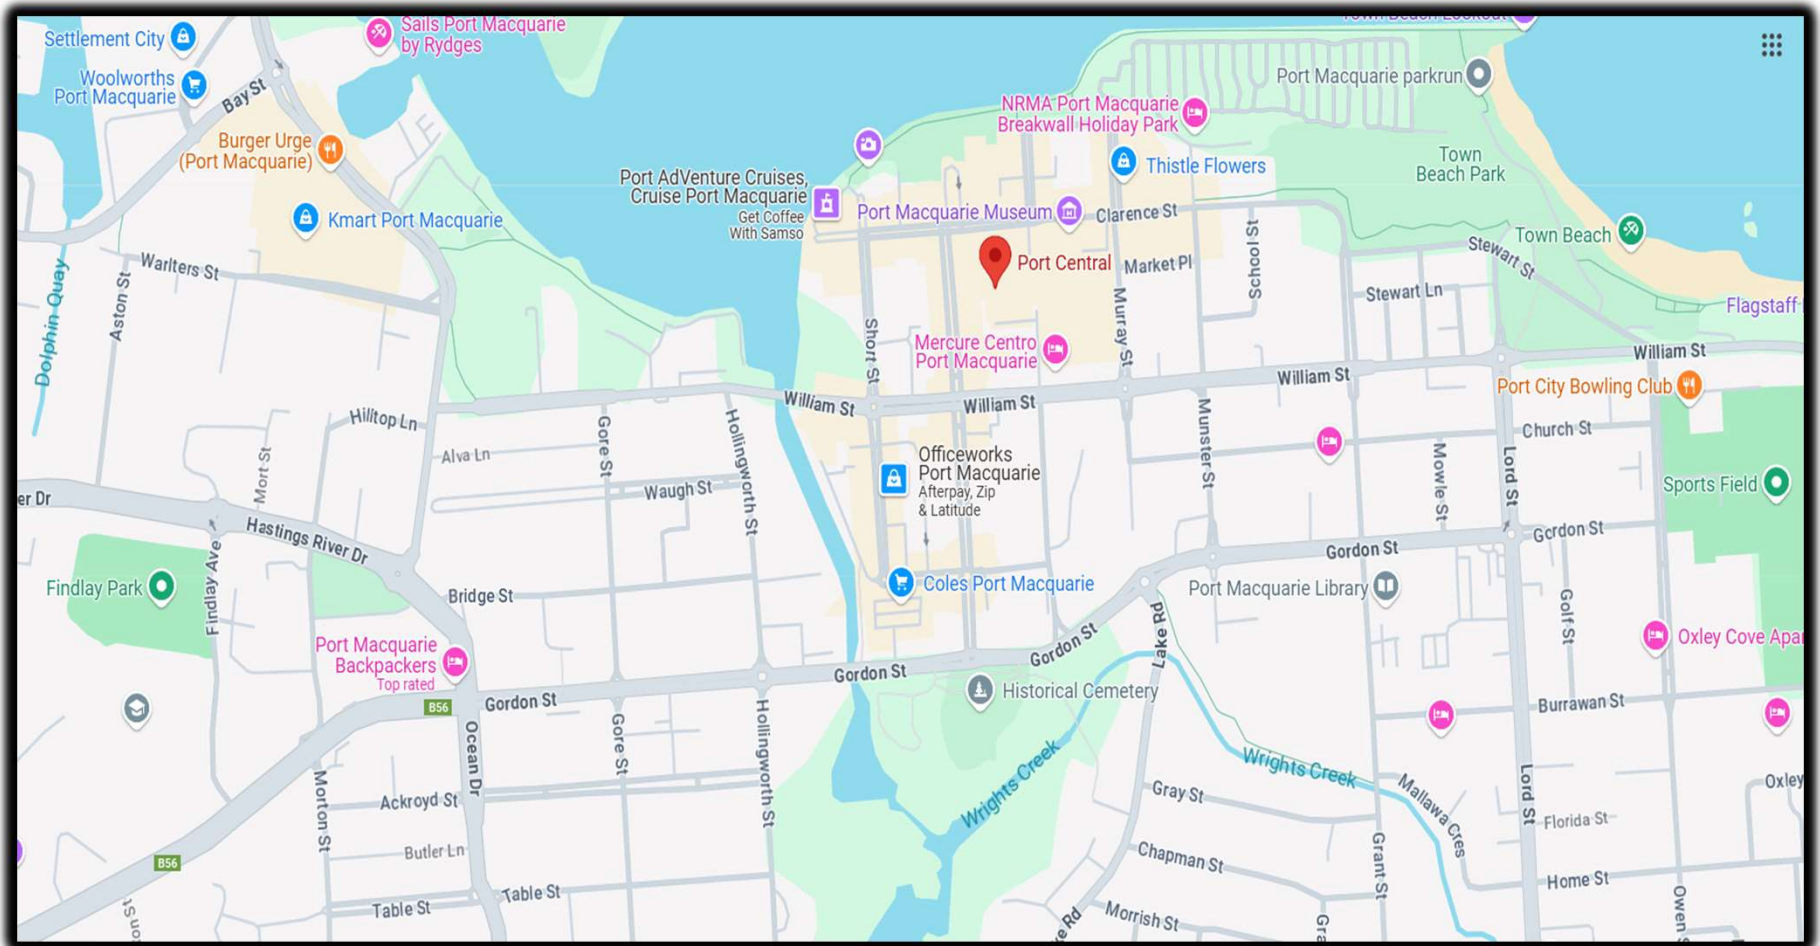 Settlement City
Sails Port Macquarie
by Rydges
Woolworths
Port Macquarie
Bay St
Burger Urge
(Port Macquarie)
Kmart Port Macquarie
Port AdVenture Cruises,
Cruise Port Macquarie
Get Coffee
With Samso
NRMA Port Macquarie
Breakwall Holiday Park
Thistle Flowers
Port Macquarie parkrun
Town Beach Lookout
Town
Beach Park
Port Macquarie Museum
Clarence St
Port Central
Market Pl
School St
Town Beach
Stewart St
Stewart Ln
Flagstaff
Warlters St
Aston St
Dolphin Quay
Short St
Murray St
Mercure Centro
Port Macquarie
William St
William St
William St
William St
Port City Bowling Club
Church St
Hilltop Ln
Alva Ln
Mort St
Gore St
Hollingworth St
Waugh St
Officeworks
Port Macquarie
Afterpay, Zip
& Latitude
Munster St
Mowle St
Lord St
Sports Field
er Dr
Hastings River Dr
Findlay Park
Findlay Ave
Bridge St
Coles Port Macquarie
Gordon St
Gordon St
Port Macquarie Library
Golf St
Oxley Cove Apar
Port Macquarie
Backpackers
Top rated
Gordon St
Gordon St
Gordon St
Lake Rd
Historical Cemetery
Burrawan St
B56
Ocean Dr
Gore St
Hollingworth St
Wrights Creek
Wrights Creek
Morton St
Ackroyd St
Gray St
Mallawa Cres
Lord St
Florida St
Oxley
Butler Ln
B56
Chapman St
Grant St
Home St
Table St
Table St
Morrish St
ke Rd
Gra
Owen S
on St